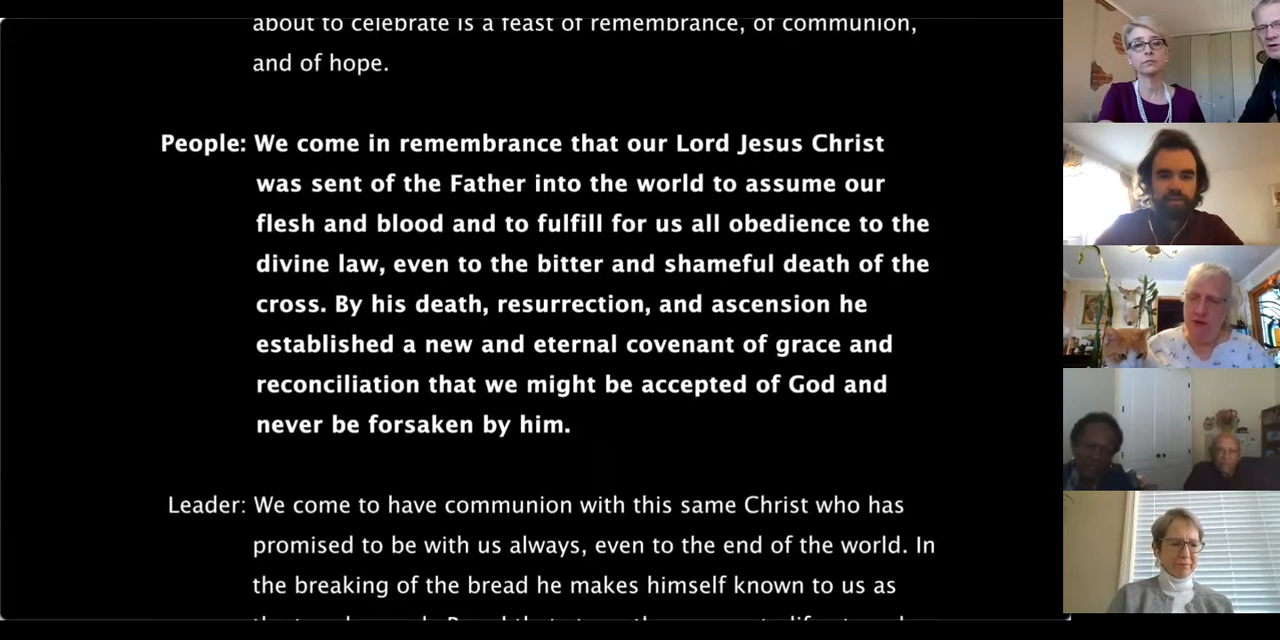 about to celebrate is a feast of remembrance, of communion,
and of hope.
People: We come in remembrance that our Lord Jesus Christ
was sent of the Father into the world to assume our
flesh and blood and to fulfill for us all obedience to the
divine law, even to the bitter and shameful death of the
cross. By his death, resurrection, and ascension he
established a new and eternal covenant of grace and
reconciliation that we might be accepted of God and
never be forsaken by him.
Leader: We come to have communion with this same Christ who has
promised to be with us always, even to the end of the world. In
the breaking of the bread he makes himself known to us as